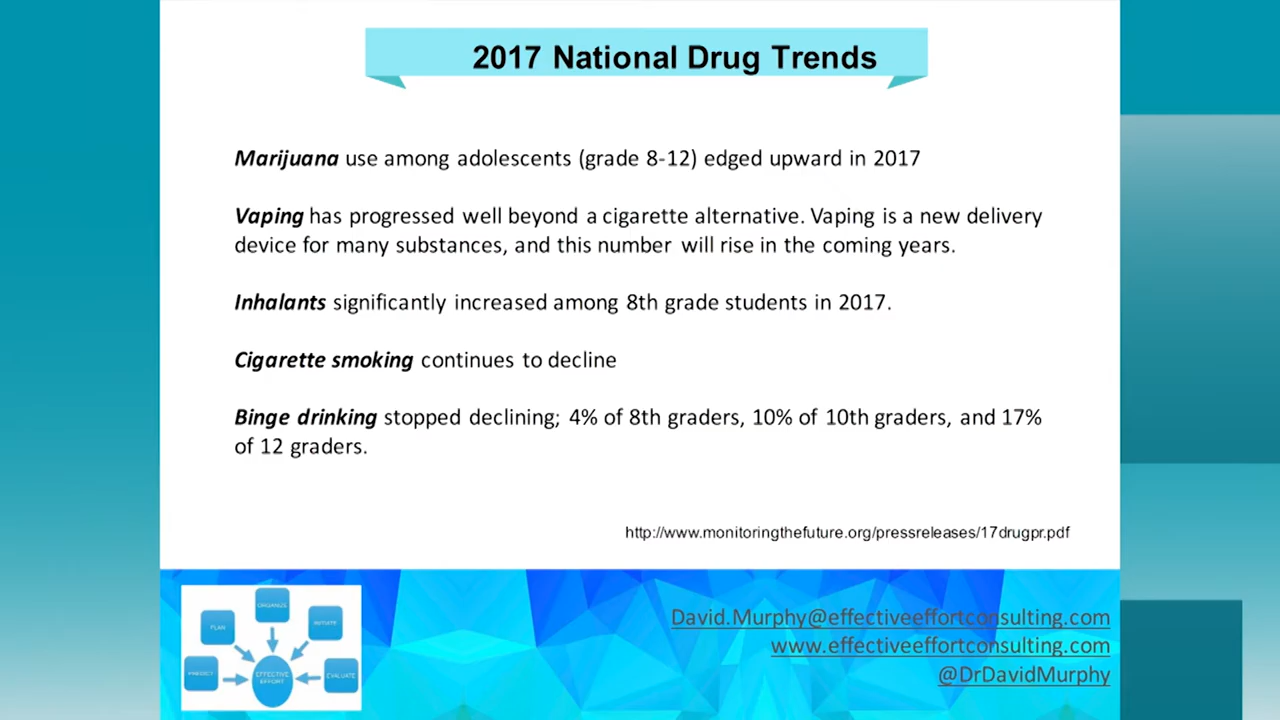 2017 National Drug Trends
Marijuana use among adolescents (grade 8-12) edged upward in 2017
Vaping has progressed well beyond a cigarette alternative. Vaping is a new delivery
device for many substances, and this number will rise in the coming years.
Inhalants significantly increased among 8th grade students in 2017.
Cigarette smoking continues to decline
Binge drinking stopped declining; 4% of 8th graders, 10% of 10th graders, and 17%
of 12 graders.
http://www.monitoringthefuture.org/pressreleases/17drugpr.pdf
David.Murphy@effectiveeffortconsulting.com
www.effectiveeffortconsulting.com
@DrDavidMurphy
ORGANIZE
PLAN
INITIATE
PREDICT
EFFECTIVE
EFFORT
EVALUATE